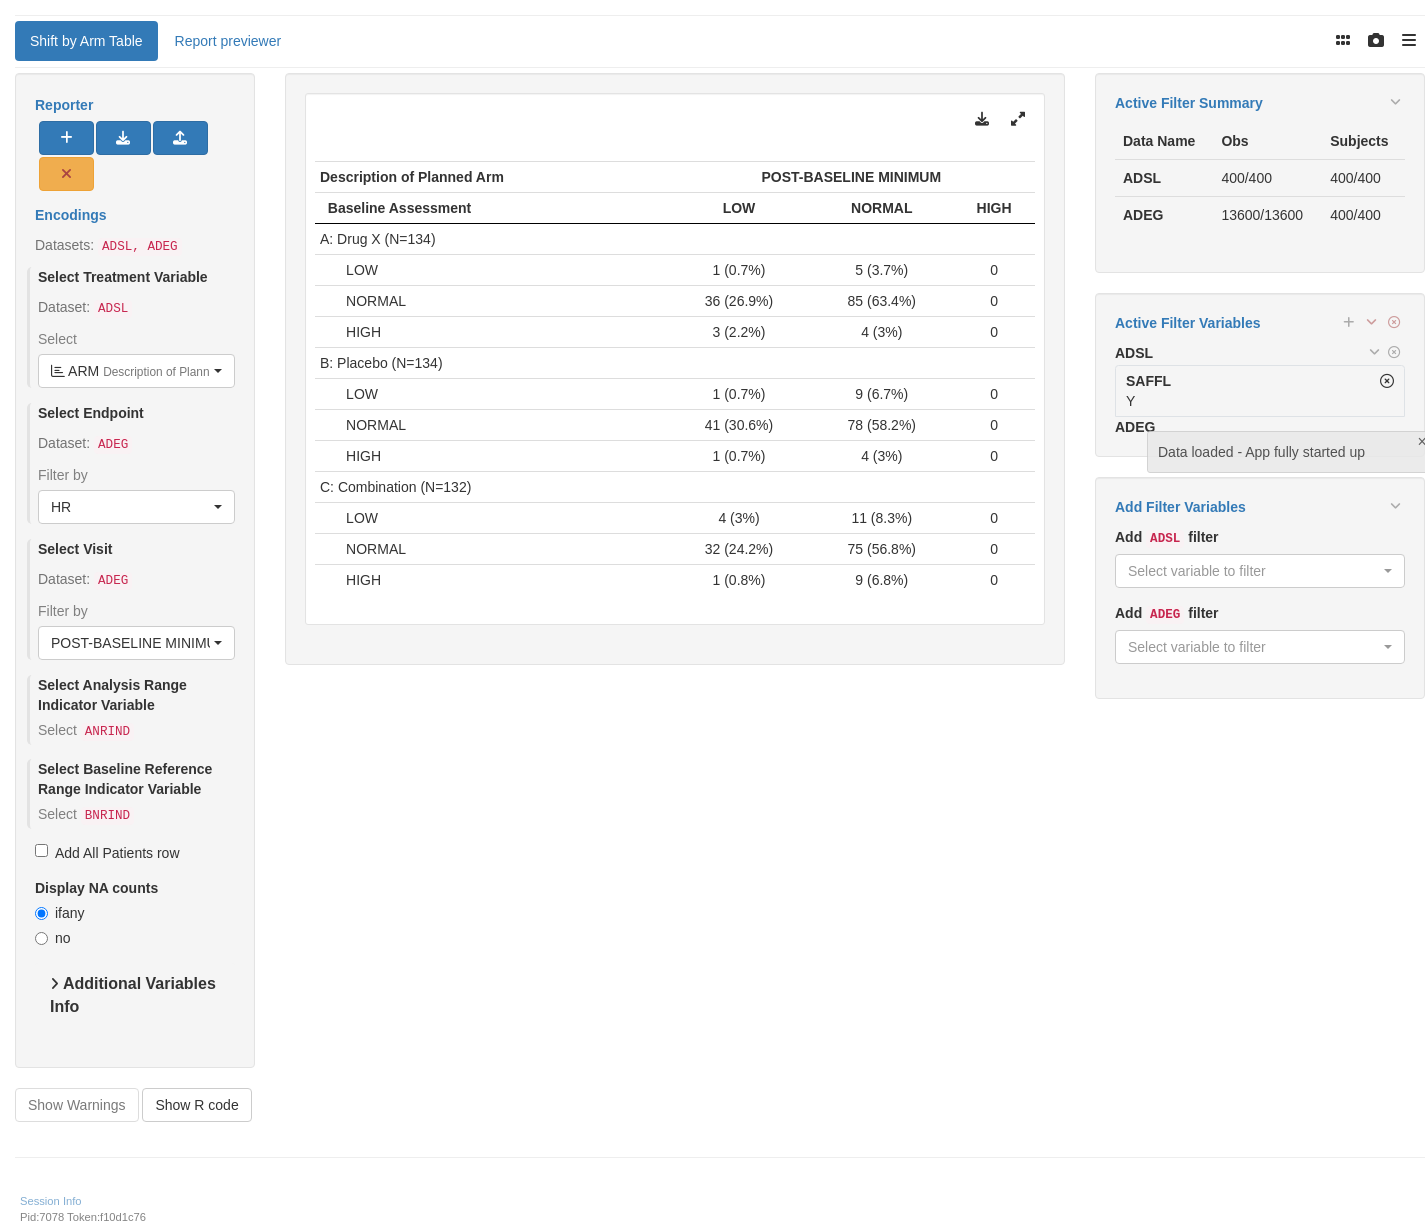 Shift by Arm Table
Report previewer
Reporter
Encodings
Datasets: ADSL, ADEG
Select Treatment Variable
Dataset: ADSL
Select
ARM Description of Plann
Select Endpoint
Dataset: ADEG
Filter by
HR
Select Visit
Dataset: ADEG
Filter by
POST-BASELINE MINIMU
Select Analysis Range
Indicator Variable
Select ANRIND
Select Baseline Reference
Range Indicator Variable
Select BNRIND
Add All Patients row
Display NA counts
ifany
no
Additional Variables
Info
Show Warnings
Show R code
Description of Planned Arm POST-BASELINE MINIMUM
Baseline Assessment LOW NORMAL HIGH
A: Drug X (N=134)
LOW 1 (0.7%) 5 (3.7%) 0
NORMAL 36 (26.9%) 85 (63.4%) 0
HIGH 3 (2.2%) 4 (3%) 0
B: Placebo (N=134)
LOW 1 (0.7%) 9 (6.7%) 0
NORMAL 41 (30.6%) 78 (58.2%) 0
HIGH 1 (0.7%) 4 (3%) 0
C: Combination (N=132)
LOW 4 (3%) 11 (8.3%) 0
NORMAL 32 (24.2%) 75 (56.8%) 0
HIGH 1 (0.8%) 9 (6.8%) 0
Active Filter Summary
Data Name Obs Subjects
ADSL 400/400 400/400
ADEG 13600/13600 400/400
Active Filter Variables
ADSL
SAFFL
Y
ADEG
Data loaded - App fully started up
Add Filter Variables
Add ADSL filter
Select variable to filter
Add ADEG filter
Select variable to filter
Session Info
Pid:7078 Token:f10d1c76